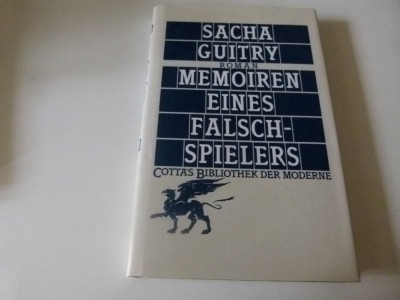 SACHA
GUITRY
ROMAN
MEMOIREN
EINES
FALSCH-
SPIELERS
COTTA'S BIBLIOTHEK DER MODERNE